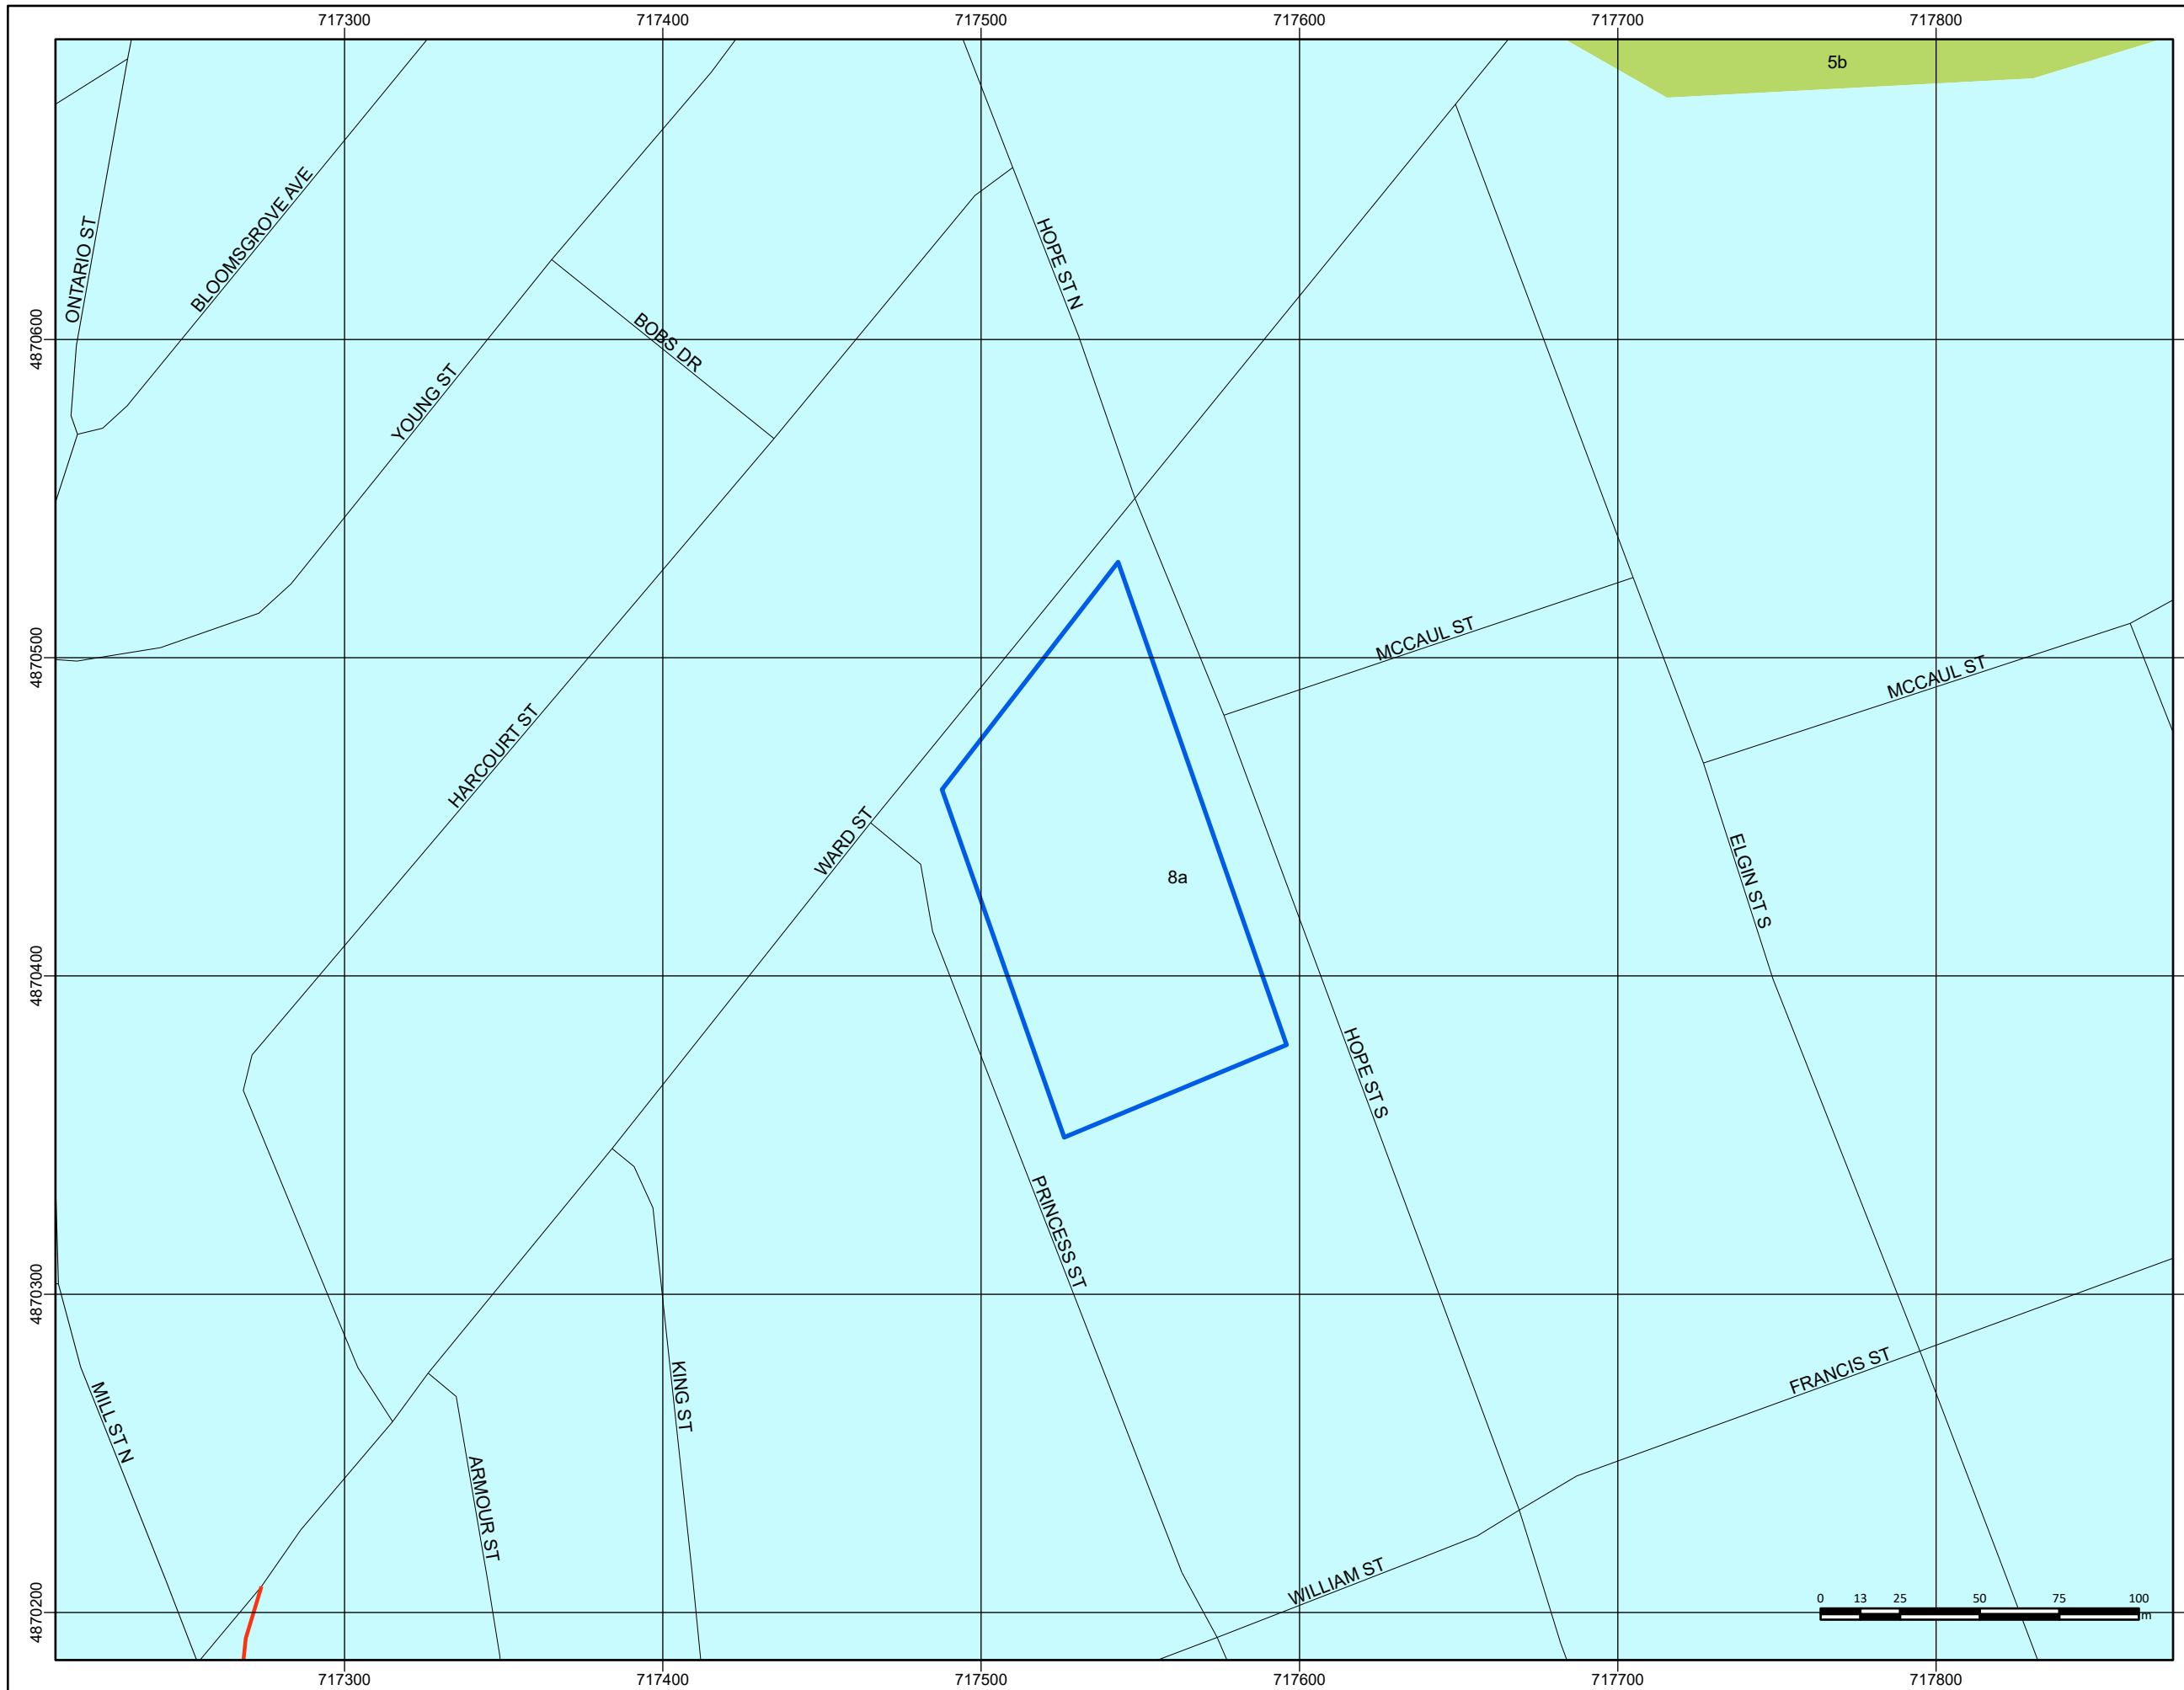 717300 717400 717500 717600 717700 717800
5b
ONTARIO ST
BLOOMSGROVE AVE
HOPE ST N
BOBS DR
4870600
YOUNG ST
4870500
MCCAUL ST
MCCAUL ST
HARCOURT ST
WARD ST
8a
ELGIN ST S
4870400
HOPE ST S
PRINCESS ST
4870300
KING ST
FRANCIS ST
MILL ST N
ARMOUR ST
WILLIAM ST
4870200
0 13 25 50 75 100
m
717300 717400 717500 717600 717700 717800